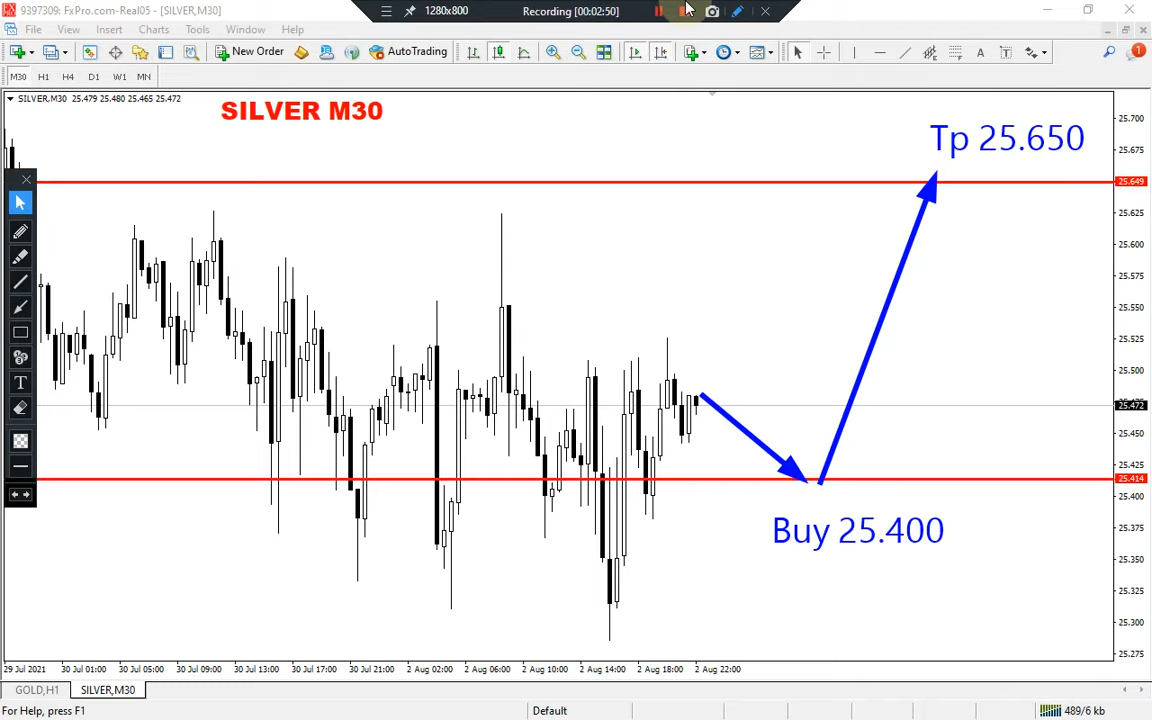 9397309: FxPro.com-Real05 - [SILVER,M30]
1280x800
Recording [00:02:50]
File View Insert Charts Tools Window Help
New Order
AutoTrading
A
T
1
M30 H1 H4 D1 W1 MN
SILVER,M30 25.479 25.480 25.465 25.472
SILVER M30
Tp 25.650
Buy 25.400
T
25.700
25.675
25.649
25.625
25.600
25.575
25.550
25.525
25.500
25.472
25.450
25.425
25.414
25.400
25.375
25.350
25.325
25.300
25.275
29 Jul 2021 30 Jul 01:00 30 Jul 05:00 30 Jul 09:00 30 Jul 13:00 30 Jul 17:00 30 Jul 21:00 2 Aug 02:00 2 Aug 06:00 2 Aug 10:00 2 Aug 14:00 2 Aug 18:00 2 Aug 22:00
GOLD,H1 SILVER,M30
For Help, press F1
Default
489/6 kb